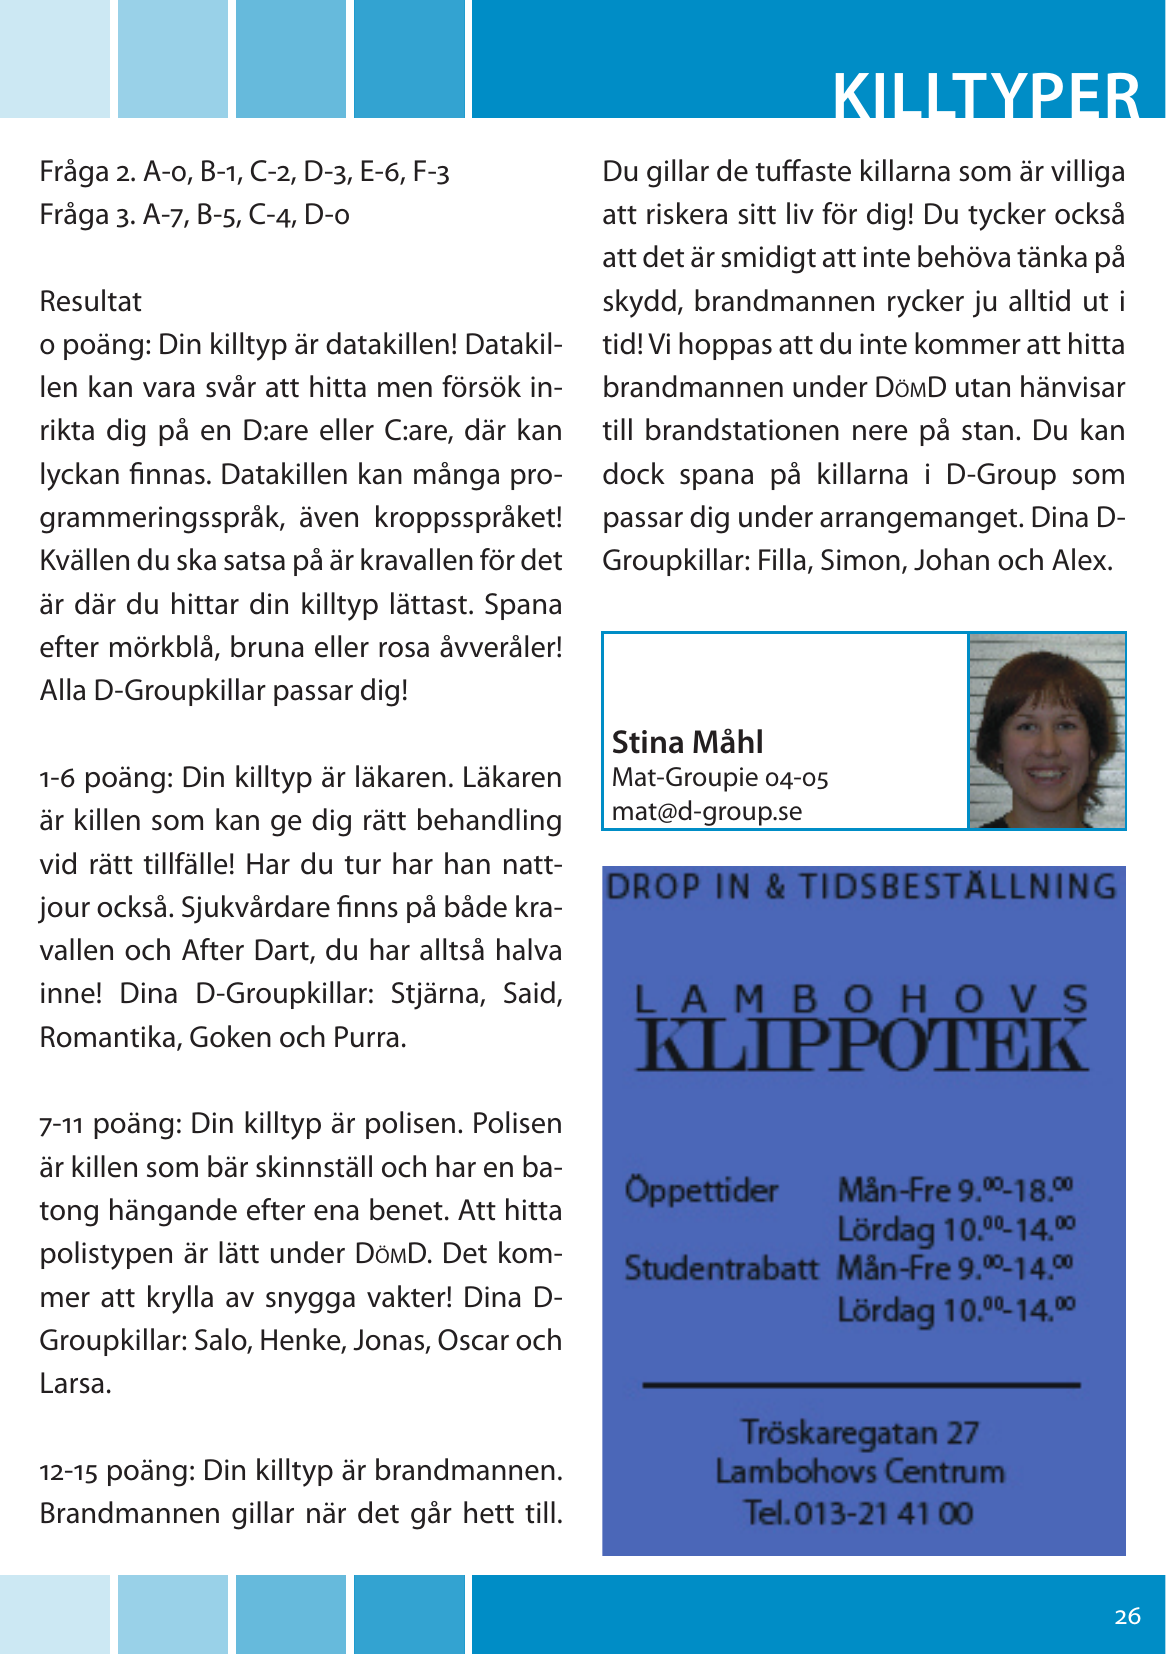 KILLTYPER
Fråga 2. A-0, B-1, C-2, D-3, E-6, F-3
Fråga 3. A-7, B-5, C-4, D-0
Resultat
0 poäng: Din killtyp är datakillen! Datakil-
len kan vara svår att hitta men försök in-
rikta dig på en D:are eller C:are, där kan
lyckan finnas. Datakillen kan många pro-
grammeringsspråk, även kroppsspråket!
Kvällen du ska satsa på är kravallen för det
är där du hittar din killtyp lättast. Spana
efter mörkblå, bruna eller rosa åvveråler!
Alla D-Groupkillar passar dig!
1-6 poäng: Din killtyp är läkaren. Läkaren
är killen som kan ge dig rätt behandling
vid rätt tillfälle! Har du tur har han natt-
jour också. Sjukvårdare finns på både kra-
vallen och After Dart, du har alltså halva
inne! Dina D-Groupkillar: Stjärna, Said,
Romantika, Goken och Purra.
7-11 poäng: Din killtyp är polisen. Polisen
är killen som bär skinnställ och har en ba-
tong hängande efter ena benet. Att hitta
polistypen är lätt under DömD. Det kom-
mer att krylla av snygga vakter! Dina D-
Groupkillar: Salo, Henke, Jonas, Oscar och
Larsa.
12-15 poäng: Din killtyp är brandmannen.
Brandmannen gillar när det går hett till.
Du gillar de tuffaste killarna som är villiga
att riskera sitt liv för dig! Du tycker också
att det är smidigt att inte behöva tänka på
skydd, brandmannen rycker ju alltid ut i
tid! Vi hoppas att du inte kommer att hitta
brandmannen under DömD utan hänvisar
till brandstationen nere på stan. Du kan
dock spana på killarna i D-Group som
passar dig under arrangemanget. Dina D-
Groupkillar: Filla, Simon, Johan och Alex.
Stina Måhl
Mat-Groupie 04-05
mat@d-group.se
DROP IN & TIDSBESTÄLLNING
LAMBOHOVS
KLIPPOTEK
Öppettider Mån-Fre 9.00-18.00
Lördag 10.00-14.00
Studentrabatt Mån-Fre 9.00-14.00
Lördag 10.00-14.00
Tröskaregatan 27
Lambohovs Centrum
Tel. 013-21 41 00
26